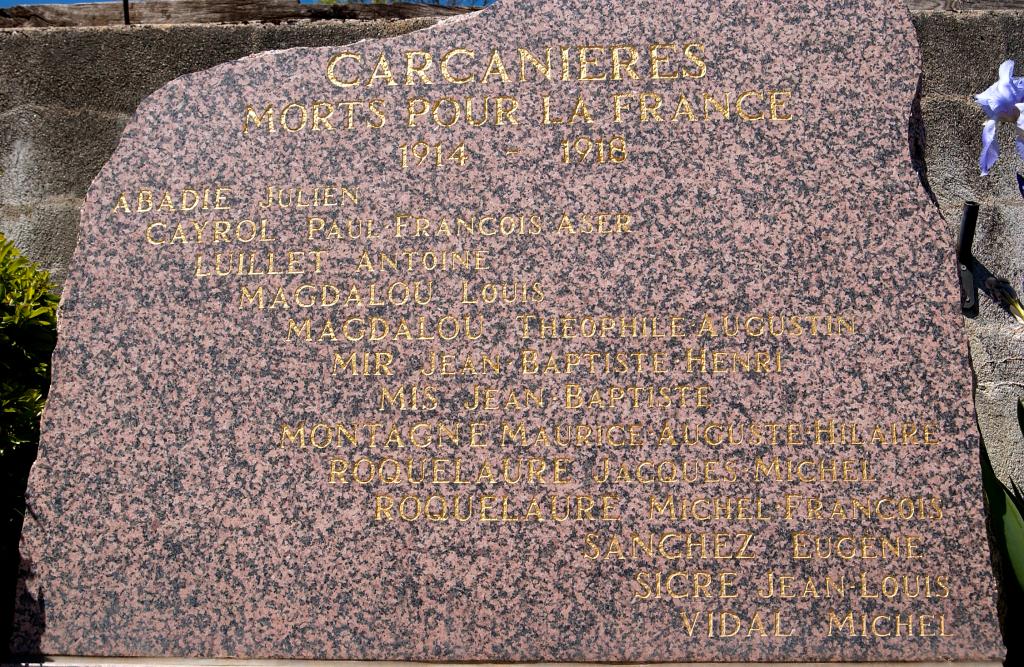 CARCANIERES
MORTS POUR LA FRANCE
1914 - 1918
ABADIE JULIEN
CAYROL PAUL-FRANCOIS-ASER
LUILLET ANTOINE
MAGDALOU LOUIS
MAGDALOU THEOPHILE-AUGUSTIN
MIR JEAN-BAPTISTE-HENRI
MIS JEAN-BAPTISTE
MONTAGNE MAURICE-AUGUSTE-HILAIRE
ROQUELAURE JACQUES-MICHEL
ROQUELAURE MICHEL-FRANCOIS
SANCHEZ EUGENE
SICRE JEAN-LOUIS
VIDAL MICHEL